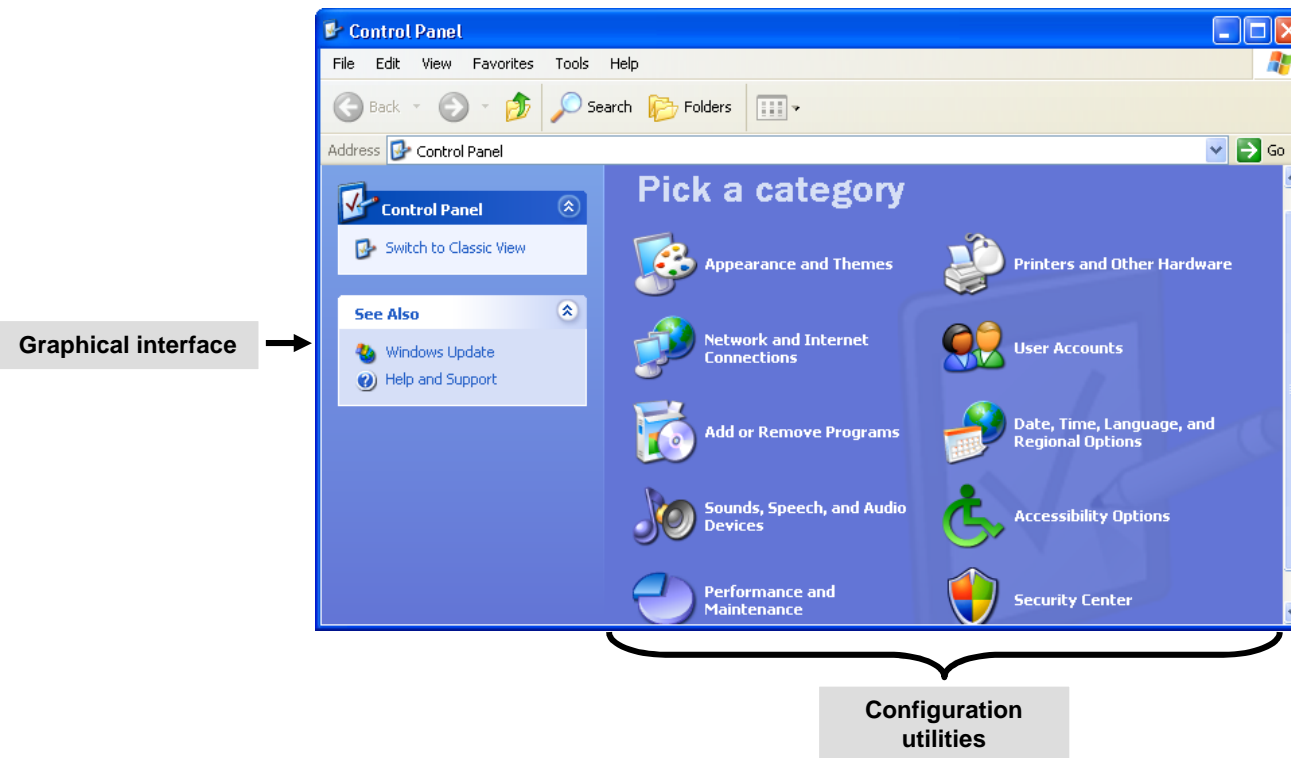 Control Panel
File Edit View Favorites Tools Help
Back Search Folders
Address Control Panel Go
Control Panel
Switch to Classic View
See Also
Windows Update
Help and Support
Pick a category
Appearance and Themes
Printers and Other Hardware
Network and Internet
Connections
User Accounts
Add or Remove Programs
Date, Time, Language, and
Regional Options
Sounds, Speech, and Audio
Devices
Accessibility Options
Performance and
Maintenance
Security Center
Graphical interface
Configuration
utilities